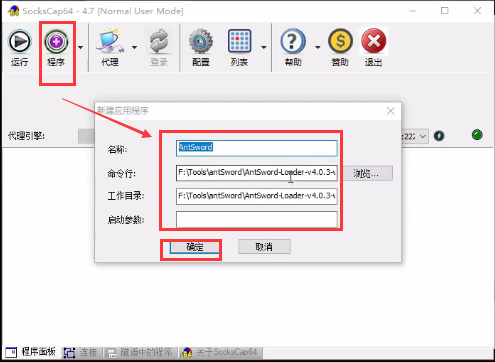 SocksCap64 - 4.7 [Normal User Mode]
运行 程序 代理 登录 配置 列表 帮助 赞助 退出
新建应用程序
代理引擎:
名称: AntSword
命令行: F:\Tools\antSword\AntSword-Loader-v4.0.3-w 浏览...
工作目录: F:\Tools\antSword\AntSword-Loader-v4.0.3-w
启动参数:
确定 取消
程序面板 连接 隧道中的程序 关于SocksCap64